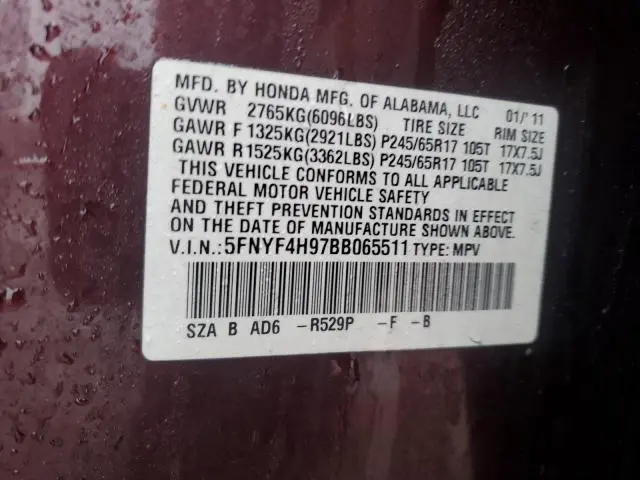 MFD. BY HONDA MFG. OF ALABAMA, LLC 01/'11
GVWR 2765KG(6096LBS) TIRE SIZE RIM SIZE
GAWR F 1325KG(2921LBS) P245/65R17 105T 17X7.5J
GAWR R 1525KG(3362LBS) P245/65R17 105T 17X7.5J
THIS VEHICLE CONFORMS TO ALL APPLICABLE
FEDERAL MOTOR VEHICLE SAFETY
AND THEFT PREVENTION STANDARDS IN EFFECT
ON THE DATE OF MANUFACTURE SHOWN ABOVE.
V.I.N.: 5FNYF4H97BB065511 TYPE: MPV
SZA B AD6 -R529P -F -B